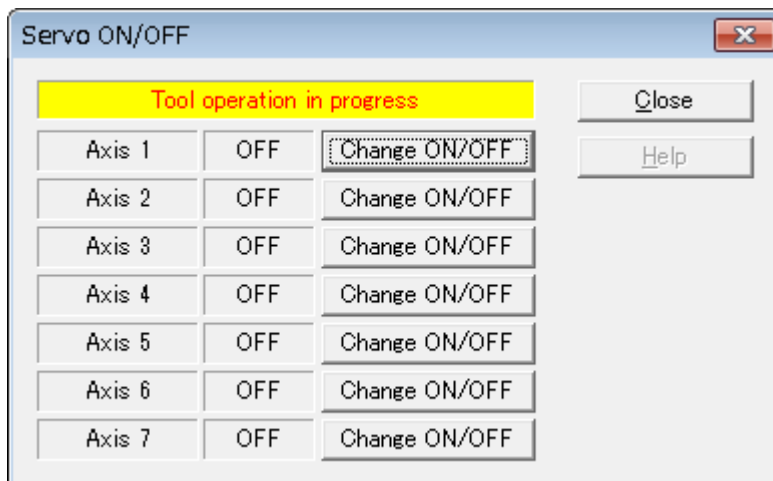 Servo ON/OFF
Tool operation in progress Close
Axis 1 OFF Change ON/OFF Help
Axis 2 OFF Change ON/OFF
Axis 3 OFF Change ON/OFF
Axis 4 OFF Change ON/OFF
Axis 5 OFF Change ON/OFF
Axis 6 OFF Change ON/OFF
Axis 7 OFF Change ON/OFF